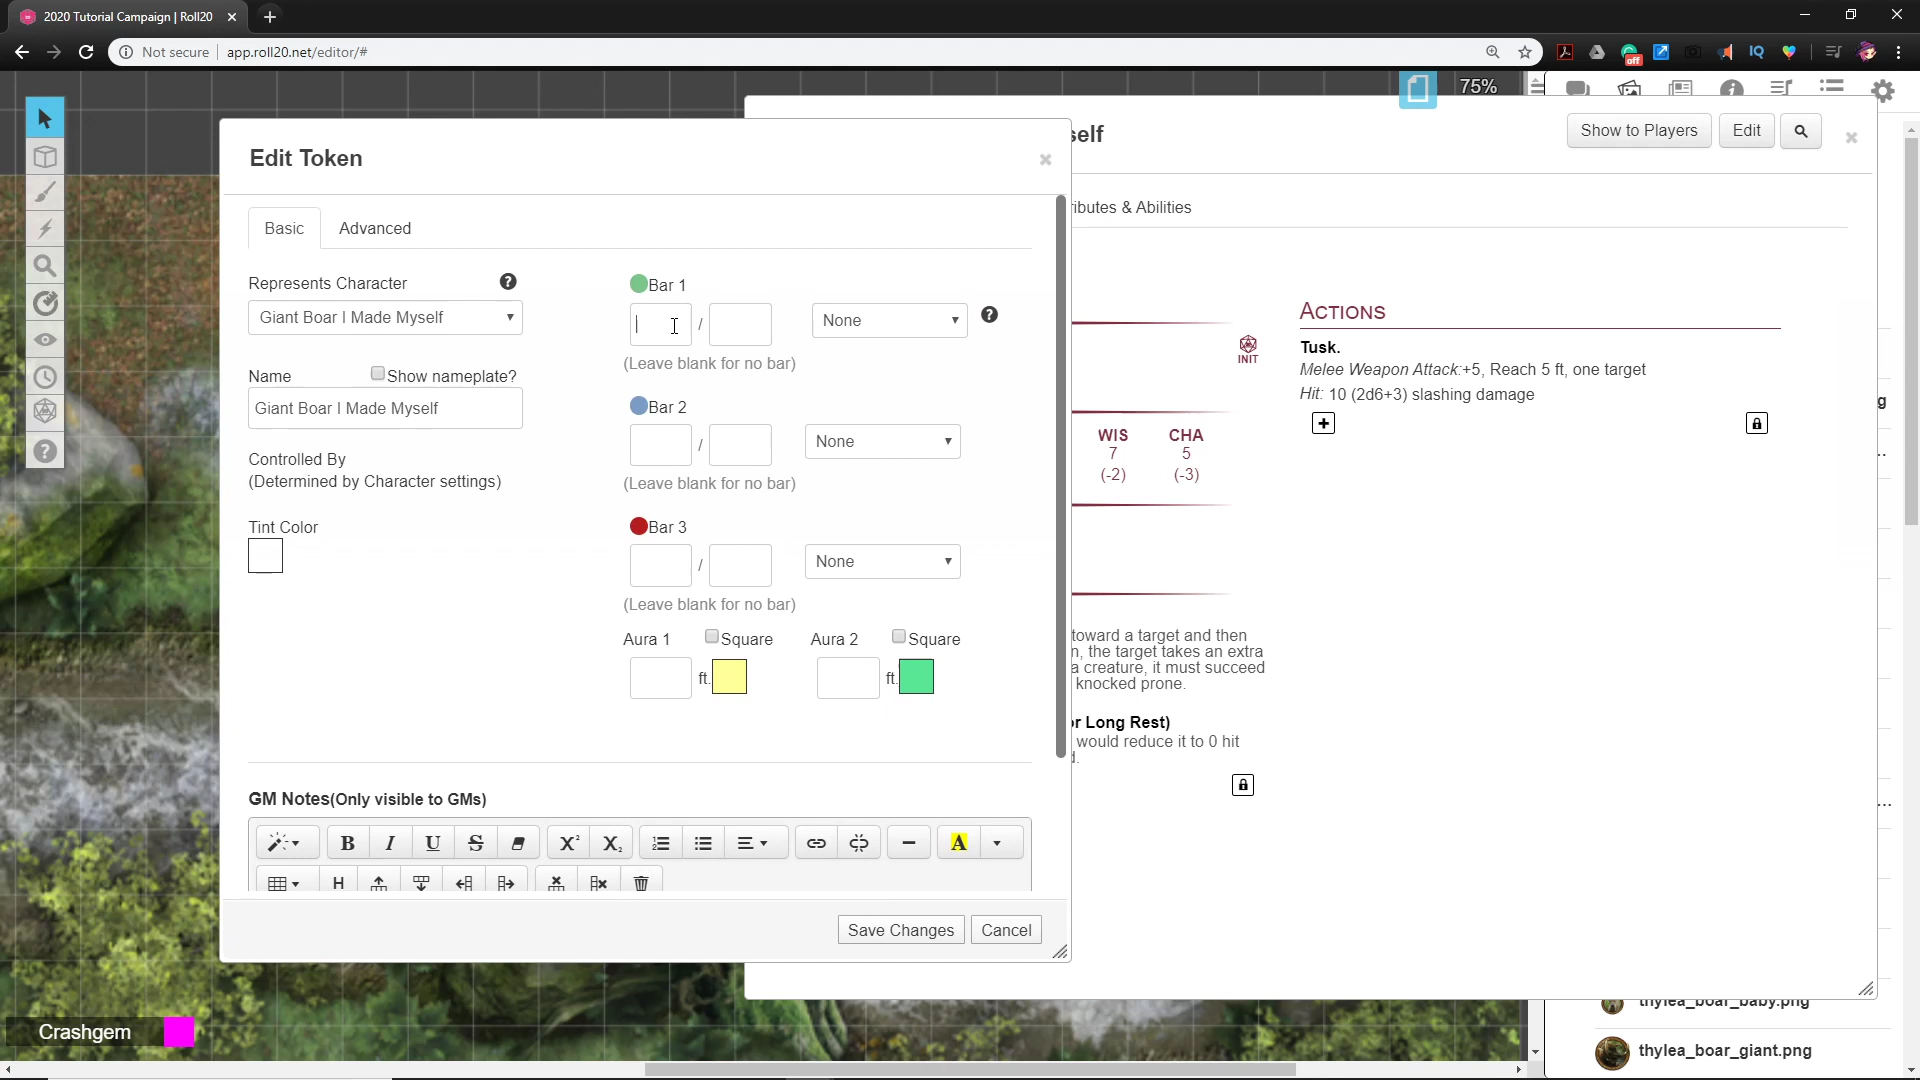 2020 Tutorial Campaign | Roll20
Not secure | app.roll20.net/editor/#
off
IQ
75%
self
Show to Players
Edit
Edit Token
Basic
Advanced
ributes & Abilities
Represents Character
Giant Boar I Made Myself
Name
Show nameplate?
Giant Boar I Made Myself
Controlled By
(Determined by Character settings)
Tint Color
Bar 1
/
None
(Leave blank for no bar)
Bar 2
/
None
(Leave blank for no bar)
Bar 3
/
None
(Leave blank for no bar)
Aura 1
Square
Aura 2
Square
ft.
ft.
GM Notes(Only visible to GMs)
Save Changes
Cancel
INIT
WIS
CHA
7
5
(-2)
(-3)
toward a target and then
n, the target takes an extra
a creature, it must succeed
knocked prone.
or Long Rest)
would reduce it to 0 hit
Actions
Tusk.
Melee Weapon Attack:+5, Reach 5 ft, one target
Hit: 10 (2d6+3) slashing damage
g
...
thylea_boar_baby.png
thylea_boar_giant.png
Crashgem